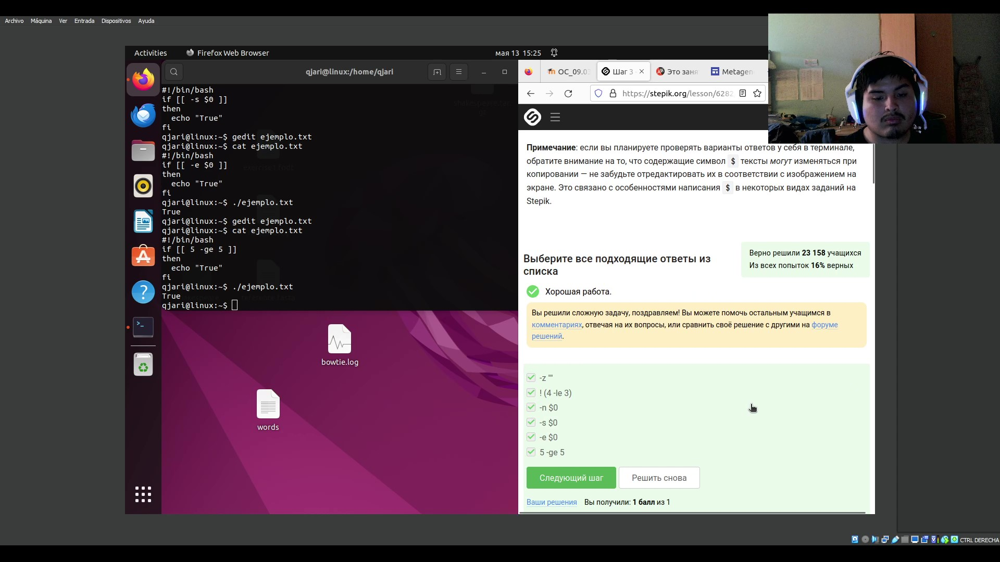 Archivo Máquina Ver Entrada Dispositivos Ayuda
Activities Firefox Web Browser мая 13 15:25
qjari@linux:/home/qjari
#!/bin/bash
if [[ -s $0 ]]
then
echo "True"
fi
qjari@linux:~$ gedit ejemplo.txt
qjari@linux:~$ cat ejemplo.txt
#!/bin/bash
if [[ -e $0 ]]
then
echo "True"
fi
qjari@linux:~$ ./ejemplo.txt
True
qjari@linux:~$ gedit ejemplo.txt
qjari@linux:~$ cat ejemplo.txt
#!/bin/bash
if [[ 5 -ge 5 ]]
then
echo "True"
fi
qjari@linux:~$ ./ejemplo.txt
True
qjari@linux:~$
bowtie.log
words
ОС_09.0 Шаг 3 Это заня Metagen
https://stepik.org/lesson/6282
Примечание: если вы планируете проверять варианты ответов у себя в терминале,
обратите внимание на то, что содержащие символ $ тексты могут изменяться при
копировании — не забудьте отредактировать их в соответствии с изображением на
экране. Это связано с особенностями написания $ в некоторых видах заданий на
Stepik.
Выберите все подходящие ответы из
списка
Верно решили 23 158 учащихся
Из всех попыток 16% верных
Хорошая работа.
Вы решили сложную задачу, поздравляем! Вы можете помочь остальным учащимся в
комментариях, отвечая на их вопросы, или сравнить своё решение с другими на форуме
решений.
-z ""
! (4 -le 3)
-n $0
-s $0
-e $0
5 -ge 5
Следующий шаг Решить снова
Ваши решения Вы получили: 1 балл из 1
CTRL DERECHA